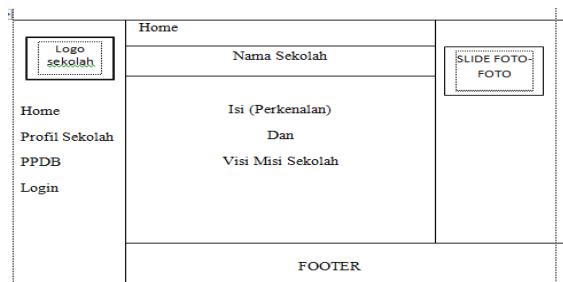 Logo
sekolah
Home
Profil Sekolah
PPDB
Login
Home
Nama Sekolah
Isi (Perkenalan)
Dan
Visi Misi Sekolah
SLIDE FOTO-
FOTO
FOOTER